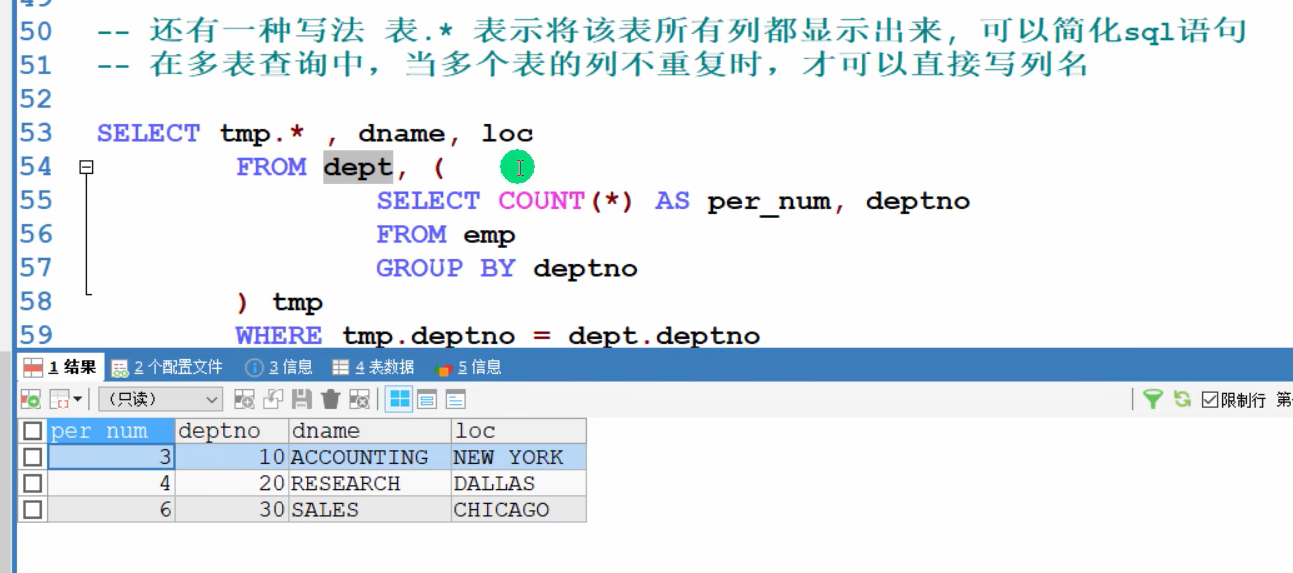 49
50 -- 还有一种写法 表.* 表示将该表所有列都显示出来, 可以简化sql语句
51 -- 在多表查询中，当多个表的列不重复时，才可以直接写列名
52
53 SELECT tmp.* , dname, loc
54 FROM dept, (
55 SELECT COUNT(*) AS per_num, deptno
56 FROM emp
57 GROUP BY deptno
58 ) tmp
59 WHERE tmp.deptno = dept.deptno
1 结果 2 个配置文件 3 信息 4 表数据 5 信息
（只读） 限制行 第
per_num deptno dname loc
3 10 ACCOUNTING NEW YORK
4 20 RESEARCH DALLAS
6 30 SALES CHICAGO